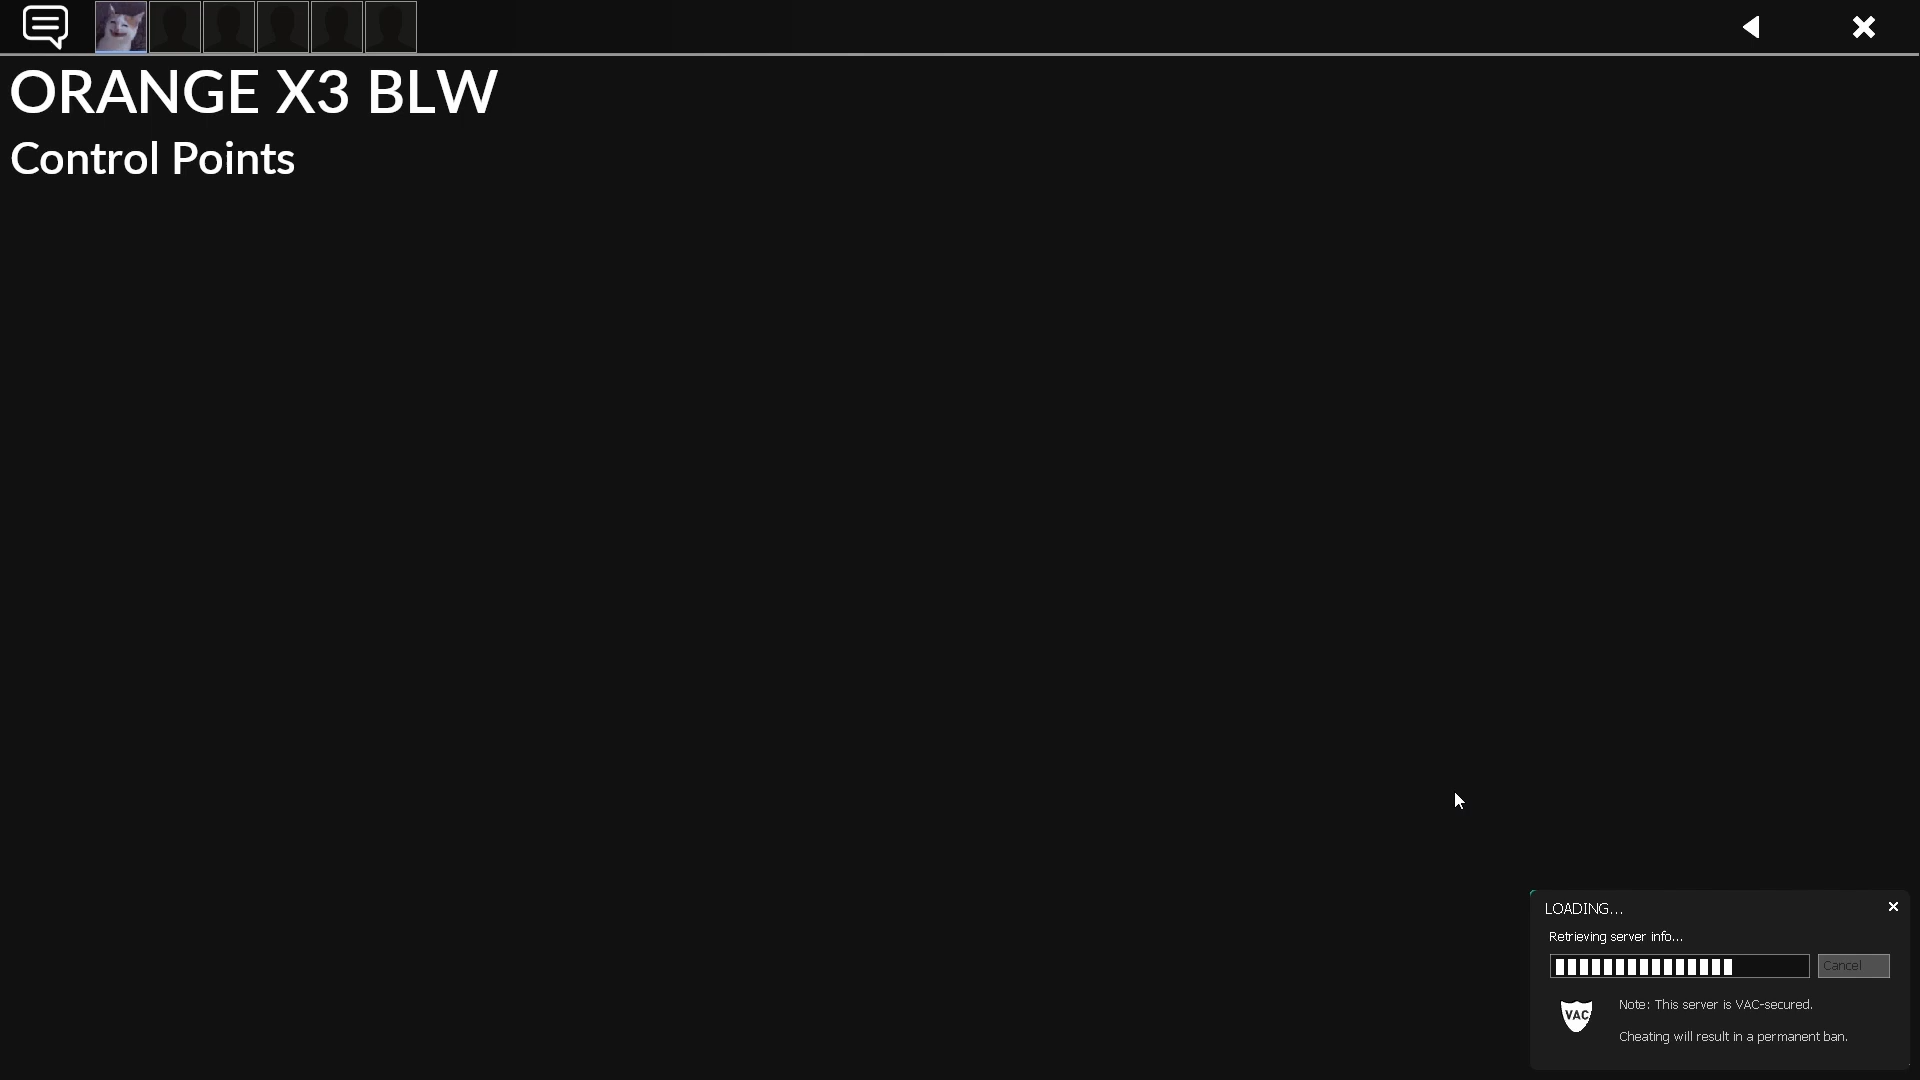 ORANGE X3 BLW
Control Points
LOADING...
Retrieving server info...
Cancel
VAC
Note: This server is VAC-secured.
Cheating will result in a permanent ban.